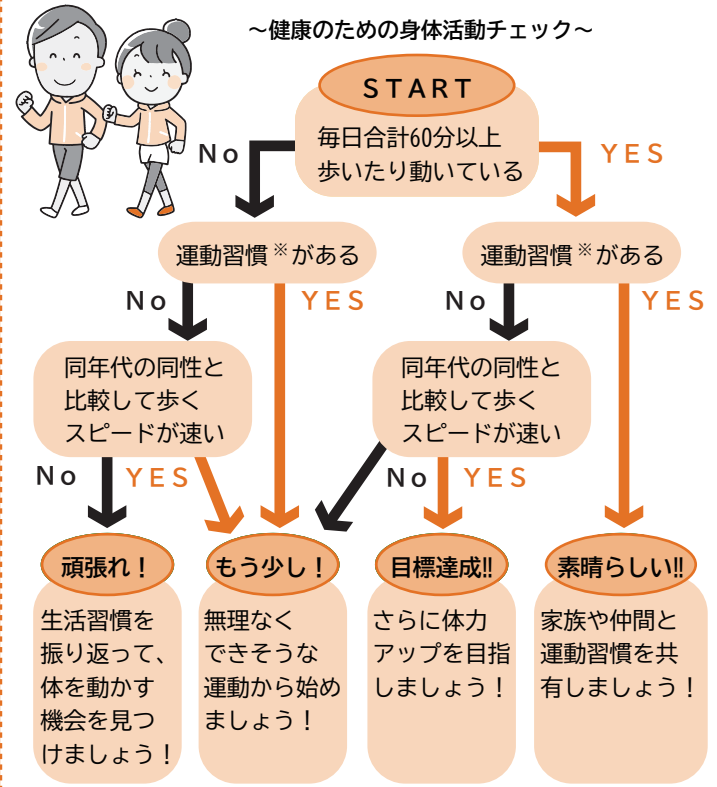 ～健康のための身体活動チェック～
START
毎日合計60分以上
歩いたり動いている
No
YES
運動習慣※がある
運動習慣※がある
No
YES
No
YES
同年代の同性と
比較して歩く
スピードが速い
同年代の同性と
比較して歩く
スピードが速い
No
YES
No
YES
頑張れ！
生活習慣を
振り返って、
体を動かす
機会を見つ
けましょう！
もう少し！
無理なく
できそうな
運動から始め
ましょう！
目標達成!!
さらに体力
アップを目指
しましょう！
素晴らしい!!
家族や仲間と
運動習慣を共
有しましょう！